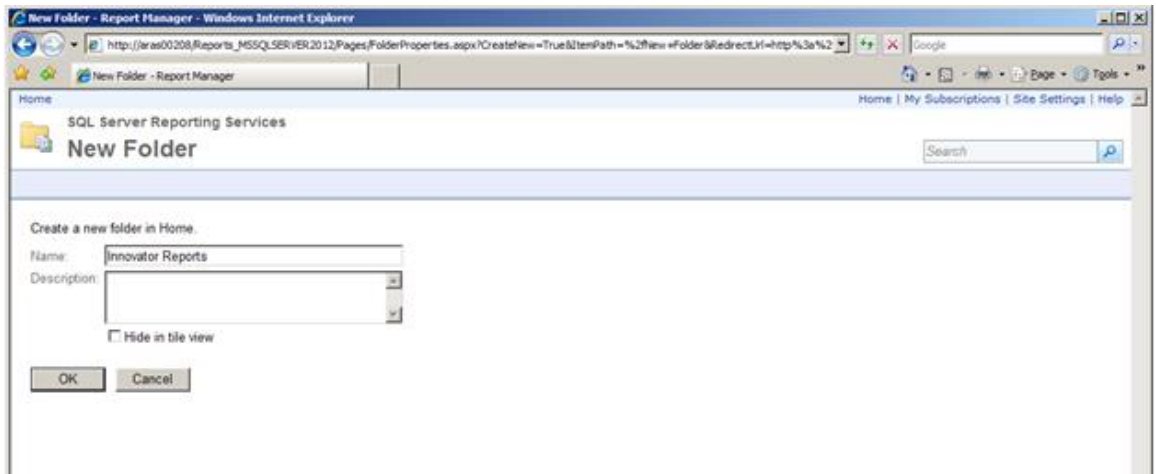 New Folder - Report Manager - Windows Internet Explorer
http://aras00208/Reports_MSSQLSERVER2012/Pages/FolderProperties.aspx?CreateNew=True&ItemPath=%2fNew+Folder&RedirectUrl=http%3a%2
Google
New Folder - Report Manager
Page
Tools
Home
Home | My Subscriptions | Site Settings | Help
SQL Server Reporting Services
New Folder
Search
Create a new folder in Home.
Name: Innovator Reports
Description:
Hide in tile view
OK Cancel